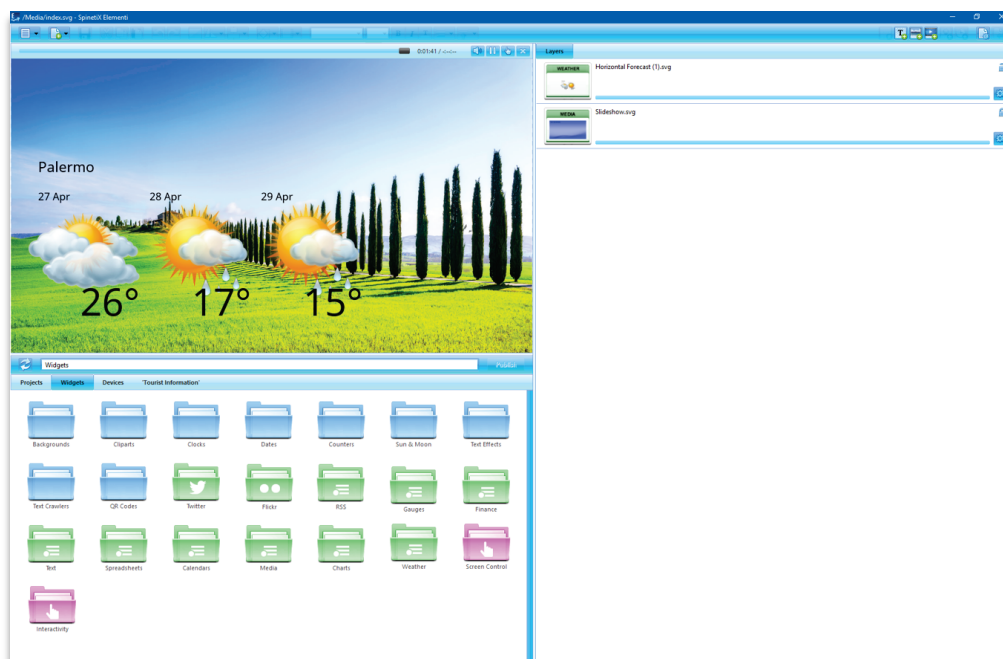 /Media/index.svg - SpinetiX Elementi
0:01:41 / --:--:--
Layers
WEATHER
Horizontal Forecast (1).svg
MEDIA
Slideshow.svg
Palermo
27 Apr 28 Apr 29 Apr
26° 17° 15°
Widgets
Publish
Projects Widgets Devices 'Tourist Information'
Backgrounds Cliparts Clocks Dates Counters Sun & Moon Text Effects
Text Crawlers QR Codes Twitter Flickr RSS Gauges Finance
Text Spreadsheets Calendars Media Charts Weather Screen Control
Interactivity